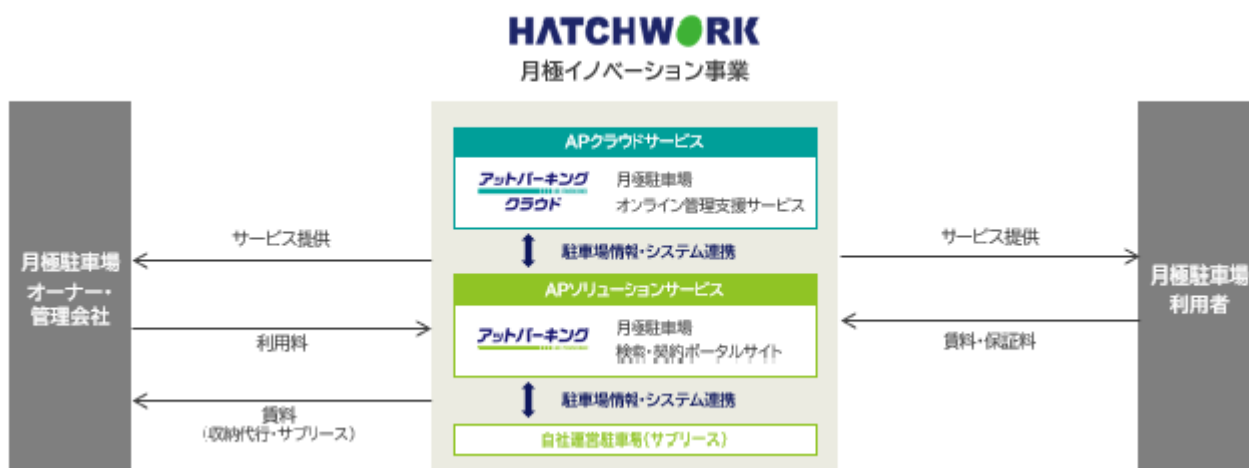 HATCHWORK
月極イノベーション事業
月極駐車場
オーナー・
管理会社
サービス提供
利用料
賃料
(収納代行・サブリース)
APクラウドサービス
アットパーキング
クラウド
月極駐車場
オンライン管理支援サービス
駐車場情報・システム連携
APソリューションサービス
アットパーキング
月極駐車場
検索・契約ポータルサイト
駐車場情報・システム連携
自社運営駐車場(サブリース)
サービス提供
賃料・保証料
月極駐車場
利用者